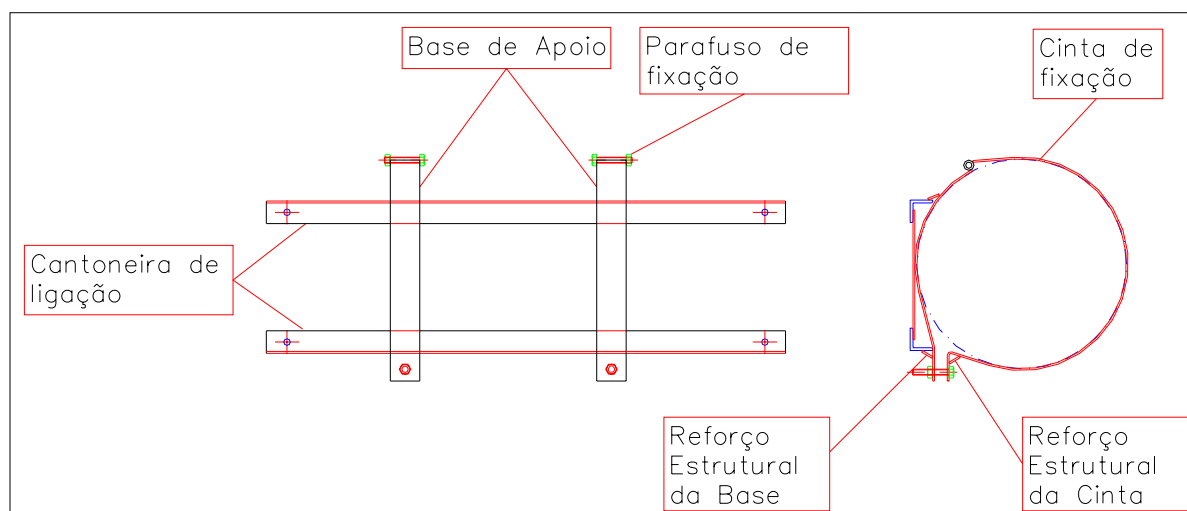 Base de Apoio
Parafuso de
fixação
Cinta de
fixação
Cantoneira de
ligação
Reforço
Estrutural
da Base
Reforço
Estrutural
da Cinta